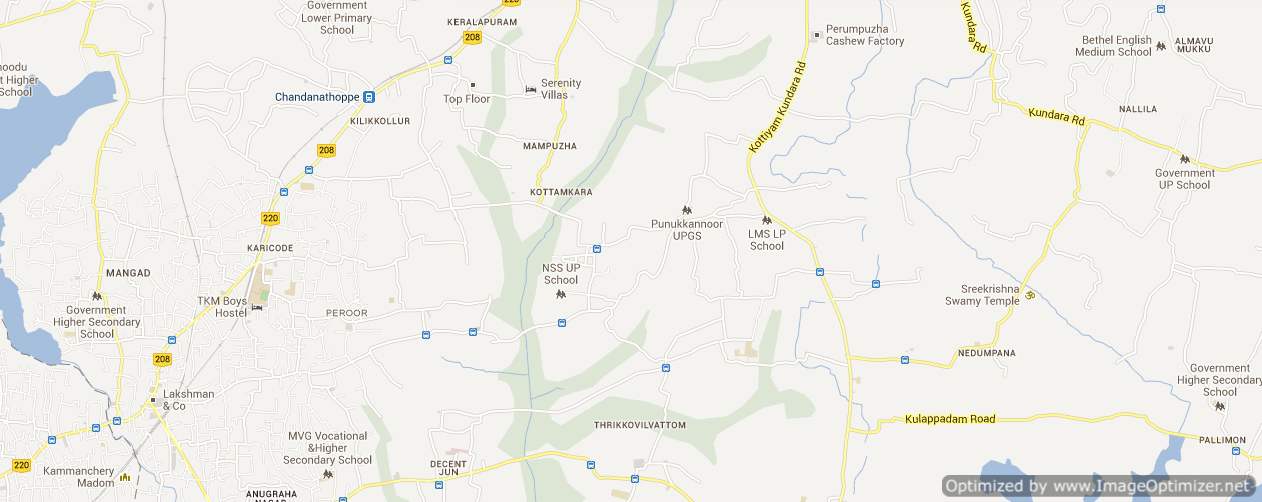 Government
Lower Primary
School
KERALAPURAM
208
Perumpuzha
Cashew Factory
Kundara Rd
Bethel English
Medium School
ALMAVU
MUKKU
t Higher
School
Chandanathoppe
Top Floor
Serenity
Villas
Kottiyam Kundara Rd
NALLILA
Kundara Rd
KILIKKOLLUR
208
MAMPUZHA
Government
UP School
KOTTAMKARA
220
Punukkannoor
UPGS
LMS LP
School
KARICODE
MANGAD
NSS UP
School
Sreekrishna
Swamy Temple
TKM Boys
Hostel
Government
Higher Secondary
School
PEROOR
208
NEDUMPANA
Government
Higher Secondary
School
Lakshman
& Co
Kulappadam Road
THRIKKOVILVATTOM
MVG Vocational
&Higher
Secondary School
PALLIMON
220
Kammanchery
Madom
DECENT
JUN
ANUGRAHA
Optimized by www.ImageOptimizer.net